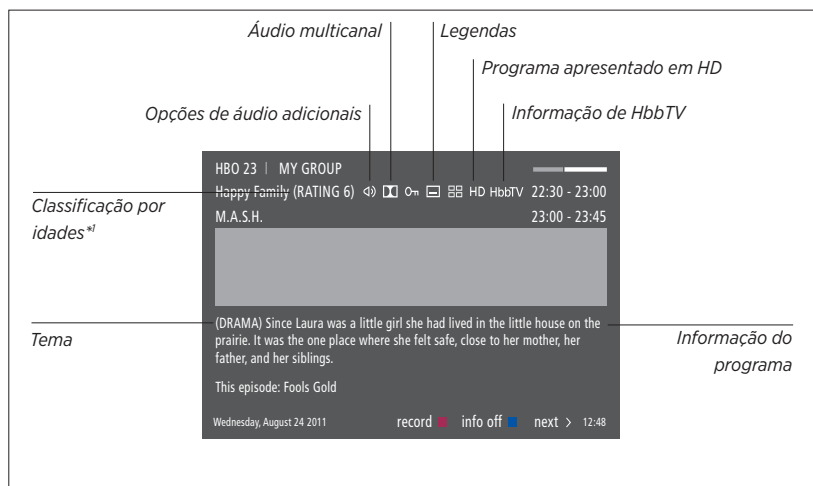 Áudio multicanal
Legendas
Programa apresentado em HD
Opções de áudio adicionais
Informação de HbbTV
HBO 23 | MY GROUP
Happy Family (RATING 6) HD HbbTV 22:30 - 23:00
Classificação por
idades*1
M.A.S.H. 23:00 - 23:45
Tema
(DRAMA) Since Laura was a little girl she had lived in the little house on the
prairie. It was the one place where she felt safe, close to her mother, her
father, and her siblings.
Informação do
programa
This episode: Fools Gold
Wednesday, August 24 2011 record info off next > 12:48